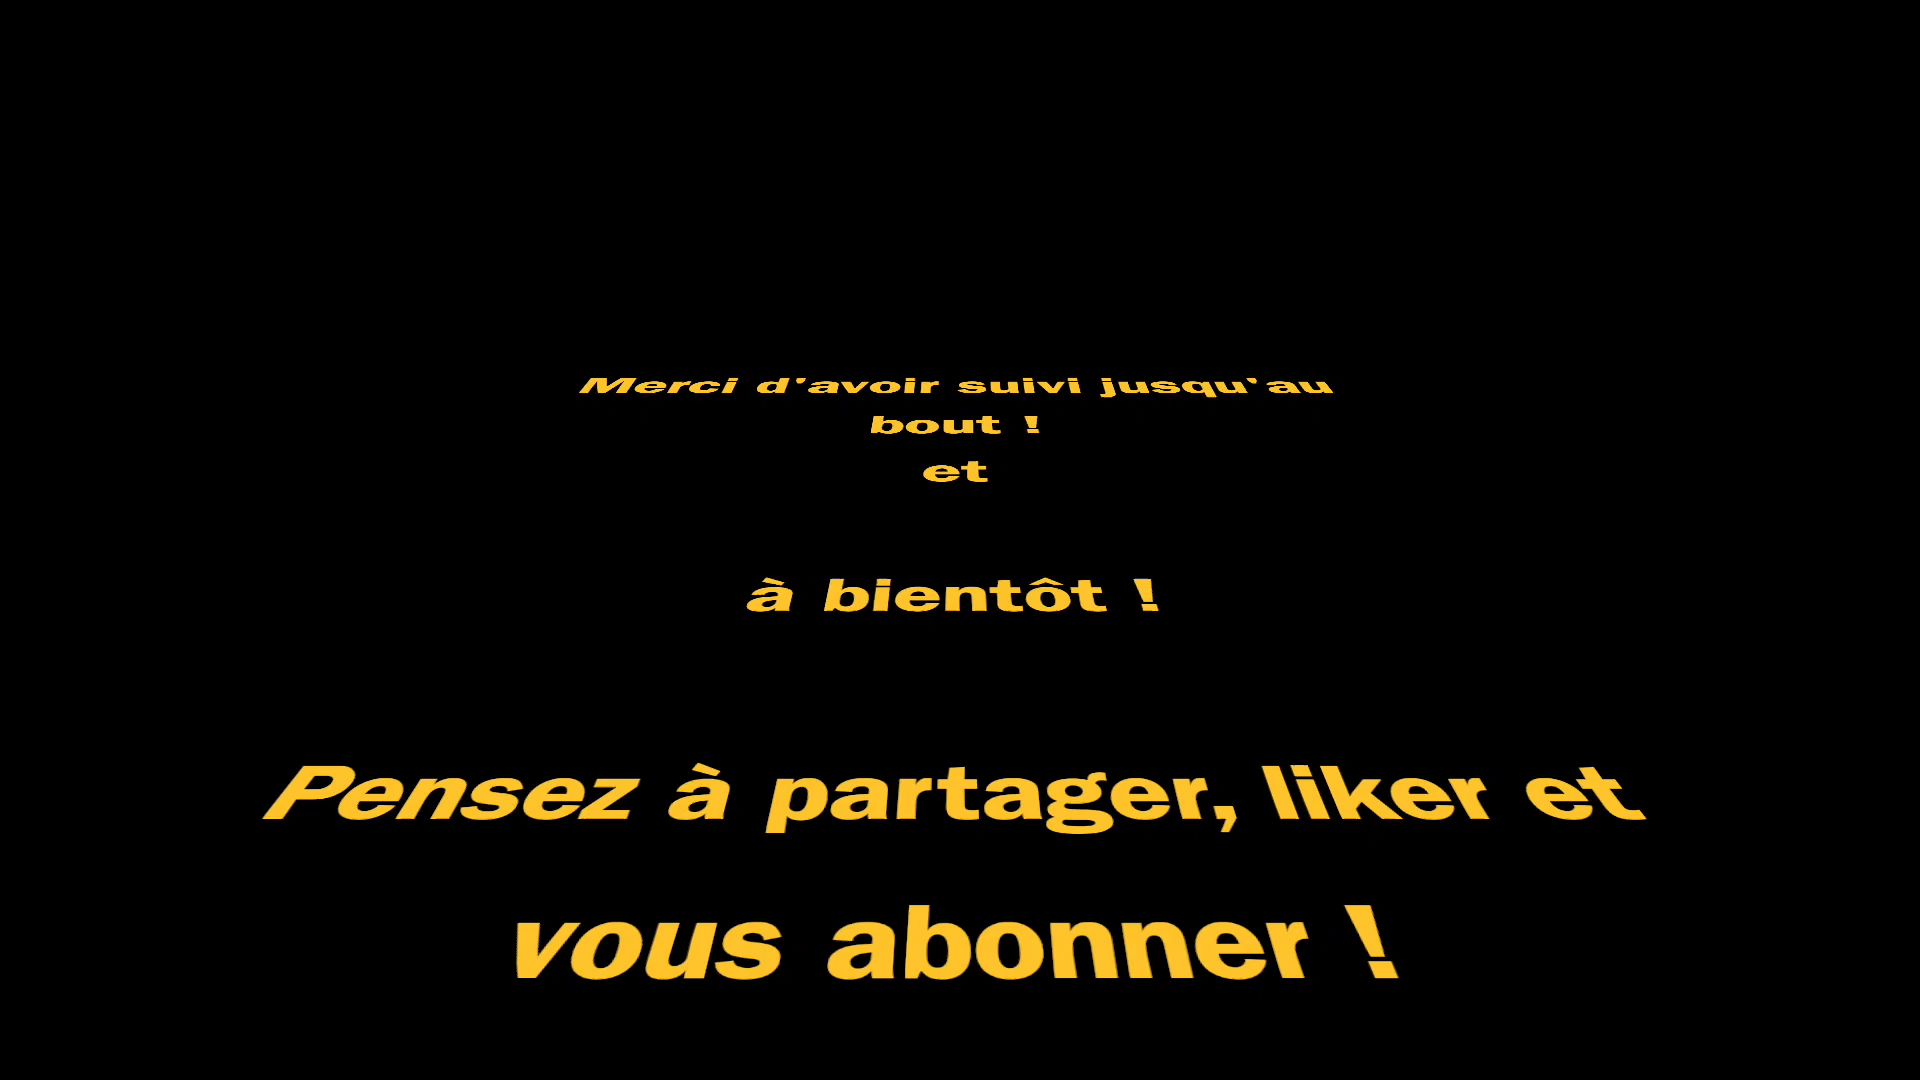 Merci d'avoir suivi jusqu'au
bout !
et
à bientôt !
Pensez à partager, liker et
vous abonner !